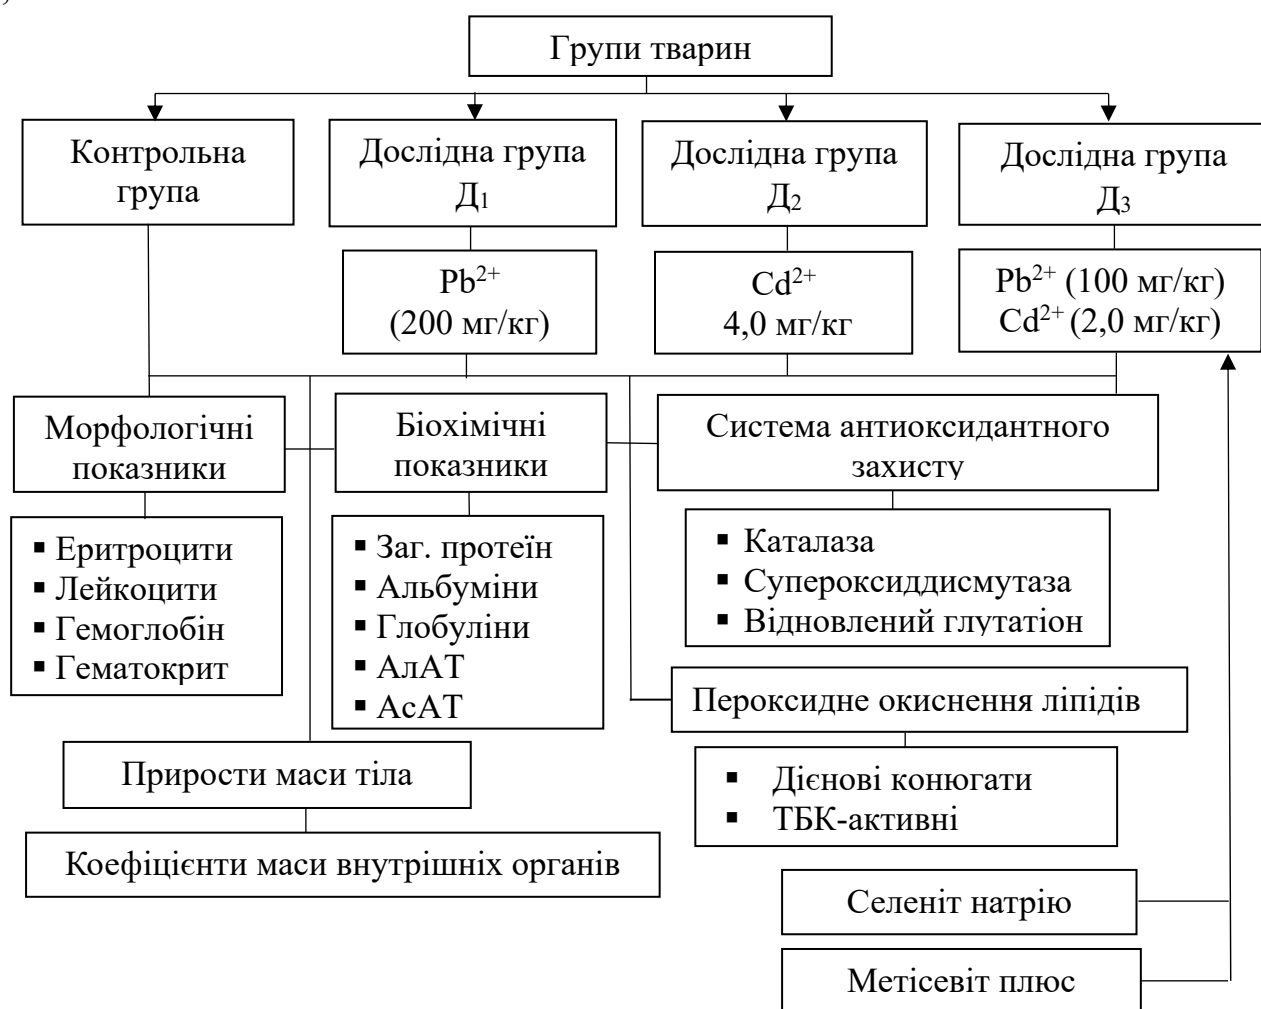 Групи тварин
Контрольна
група
Дослідна група
Д₁
Дослідна група
Д₂
Дослідна група
Д₃
Pb²⁺
(200 мг/кг)
Cd²⁺
4,0 мг/кг
Pb²⁺ (100 мг/кг)
Cd²⁺ (2,0 мг/кг)
Морфологічні
показники
Біохімічні
показники
Система антиоксидантного
захисту
▪ Еритроцити
▪ Лейкоцити
▪ Гемоглобін
▪ Гематокрит
▪ Заг. протеїн
▪ Альбуміни
▪ Глобуліни
▪ АлАТ
▪ АсАТ
▪ Каталаза
▪ Супероксиддисмутаза
▪ Відновлений глутатіон
Пероксидне окиснення ліпідів
▪ Дієнові конюгати
▪ ТБК-активні
Прирости маси тіла
Коефіцієнти маси внутрішніх органів
Селеніт натрію
Метісевіт плюс